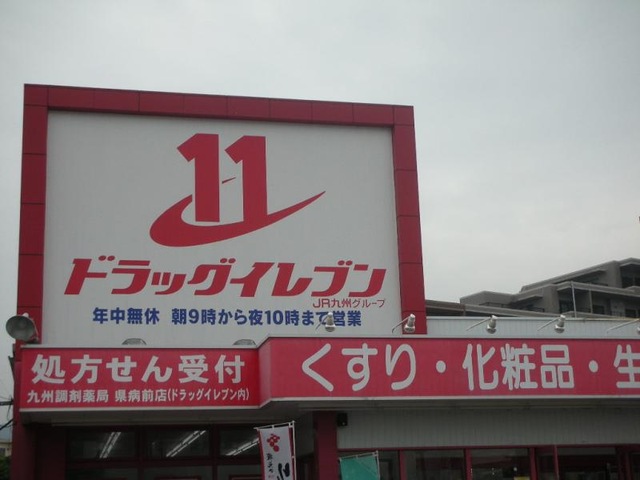 11
ドラッグイレブン
JR九州グループ
年中無休 朝9時から夜10時まで営業
処方せん受付
九州調剤薬局 県病前店(ドラッグイレブン内)
くすり・化粧品・生